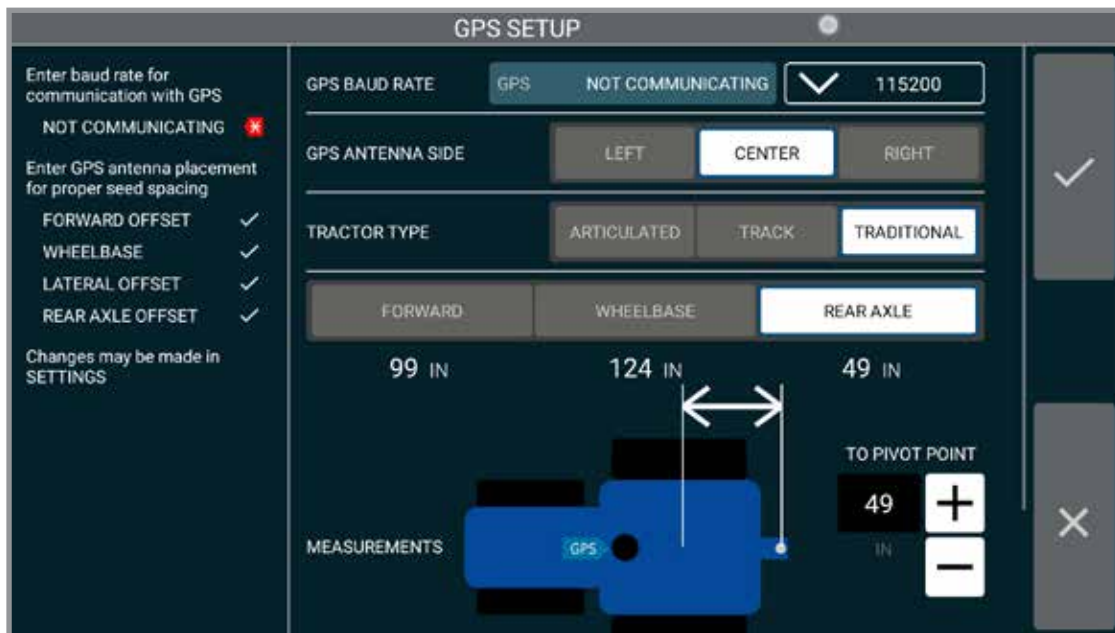 GPS SETUP
Enter baud rate for
communication with GPS
NOT COMMUNICATING
Enter GPS antenna placement
for proper seed spacing
FORWARD OFFSET
WHEELBASE
LATERAL OFFSET
REAR AXLE OFFSET
Changes may be made in
SETTINGS
GPS BAUD RATE GPS NOT COMMUNICATING 115200
GPS ANTENNA SIDE LEFT CENTER RIGHT
TRACTOR TYPE ARTICULATED TRACK TRADITIONAL
FORWARD WHEELBASE REAR AXLE
99 IN 124 IN 49 IN
TO PIVOT POINT
49
IN
MEASUREMENTS
GPS